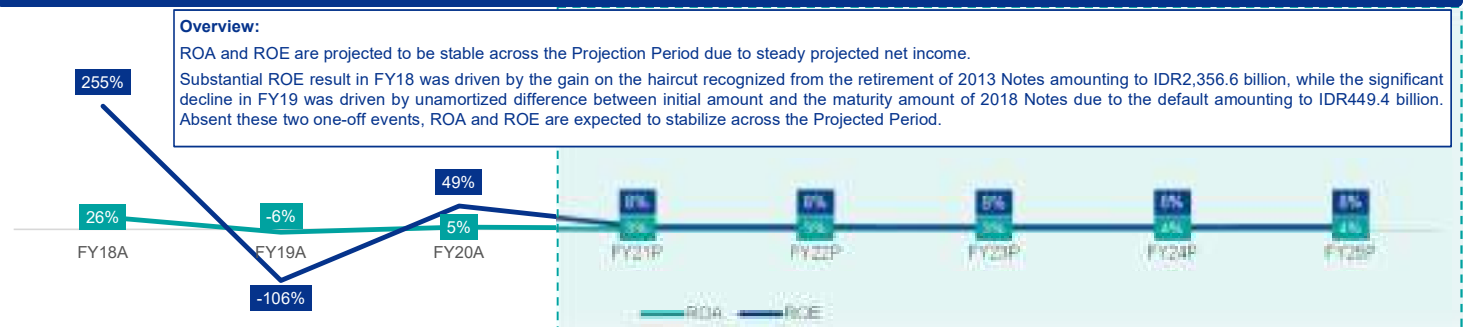 Overview:
ROA and ROE are projected to be stable across the Projection Period due to steady projected net income.
Substantial ROE result in FY18 was driven by the gain on the haircut recognized from the retirement of 2013 Notes amounting to IDR2,356.6 billion, while the significant
decline in FY19 was driven by unamortized difference between initial amount and the maturity amount of 2018 Notes due to the default amounting to IDR449.4 billion.
Absent these two one-off events, ROA and ROE are expected to stabilize across the Projected Period.
255%
49%
26%
-6%
5%
4%
4%
FY18A
FY19A
FY20A
FY21P
FY22P
FY23P
FY24P
FY25P
-106%
ROA
ROE